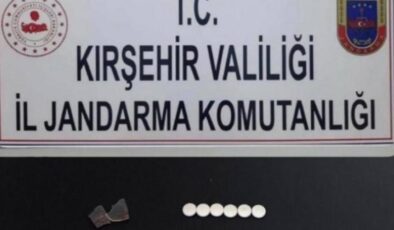 T.C.
KIRŞEHİR VALİLİĞİ
İL JANDARMA KOMUTANLIĞI